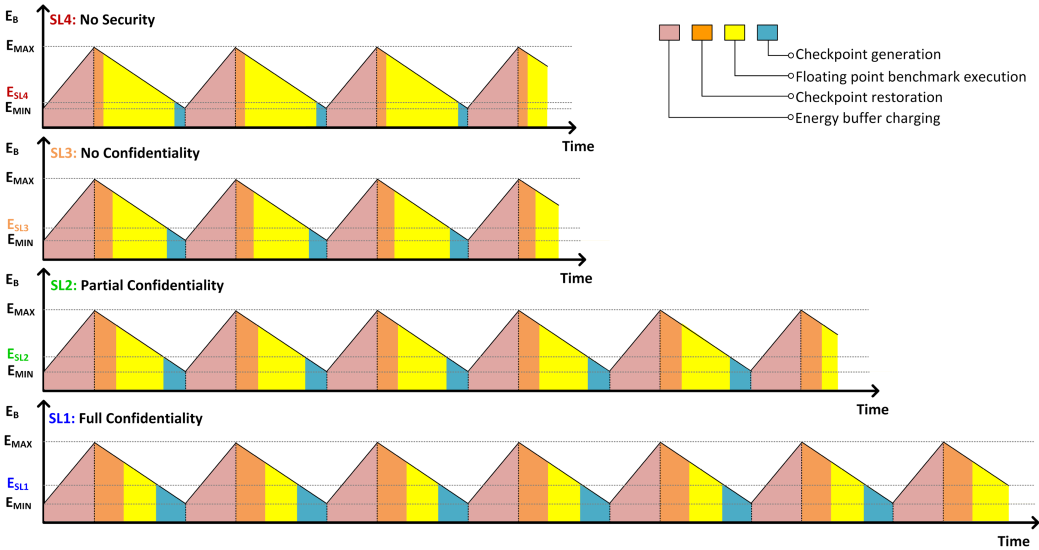 E_B SL4: No Security
E_MAX
E_SL4
E_MIN
Time
Checkpoint generation
Floating point benchmark execution
Checkpoint restoration
Energy buffer charging
E_B SL3: No Confidentiality
E_MAX
E_SL3
E_MIN
Time
E_B SL2: Partial Confidentiality
E_MAX
E_SL2
E_MIN
Time
E_B SL1: Full Confidentiality
E_MAX
E_SL1
E_MIN
Time